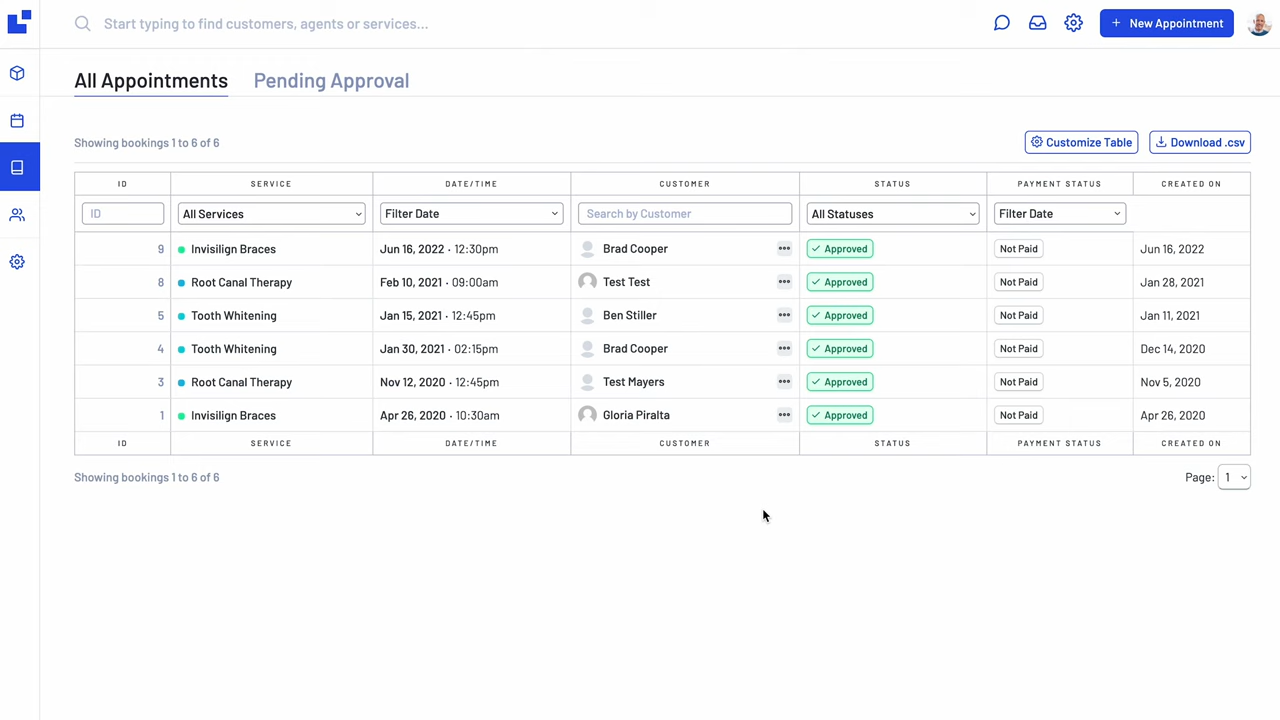 Start typing to find customers, agents or services...
+ New Appointment
All Appointments Pending Approval
Showing bookings 1 to 6 of 6
Customize Table Download .csv
ID SERVICE DATE/TIME CUSTOMER STATUS PAYMENT STATUS CREATED ON
ID All Services Filter Date Search by Customer All Statuses Filter Date
9 Invisilign Braces Jun 16, 2022 · 12:30pm Brad Cooper Approved Not Paid Jun 16, 2022
8 Root Canal Therapy Feb 10, 2021 · 09:00am Test Test Approved Not Paid Jan 28, 2021
5 Tooth Whitening Jan 15, 2021 · 12:45pm Ben Stiller Approved Not Paid Jan 11, 2021
4 Tooth Whitening Jan 30, 2021 · 02:15pm Brad Cooper Approved Not Paid Dec 14, 2020
3 Root Canal Therapy Nov 12, 2020 · 12:45pm Test Mayers Approved Not Paid Nov 5, 2020
1 Invisilign Braces Apr 26, 2020 · 10:30am Gloria Piralta Approved Not Paid Apr 26, 2020
ID SERVICE DATE/TIME CUSTOMER STATUS PAYMENT STATUS CREATED ON
Showing bookings 1 to 6 of 6
Page: 1